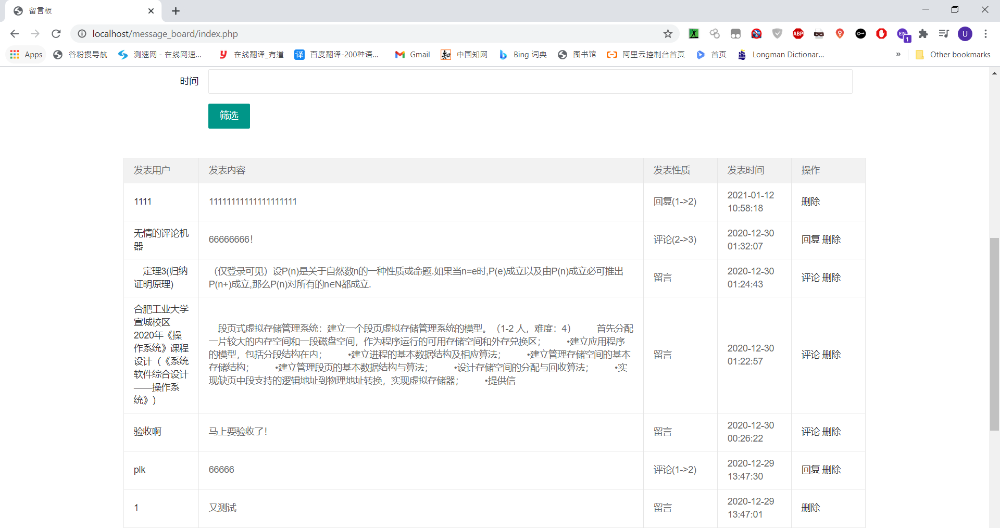 留言板
localhost/message_board/index.php
ABP
EN
1
U
Apps
谷粉搜导航
测速网 - 在线网速...
在线翻译_有道
译
百度翻译-200种语...
Gmail
中国知网
Bing 词典
图书馆
阿里云控制台首页
首页
Longman Dictionar...
»
Other bookmarks
时间
筛选
发表用户 发表内容 发表性质 发表时间 操作
1111 11111111111111111111 回复(1->2) 2021-01-12
10:58:18 删除
无情的评论机
器 66666666! 评论(2->3) 2020-12-30
01:32:07 回复 删除
定理3(归纳
证明原理) （仅登录可见）设P(n)是关于自然数n的一种性质或命题.如果当n=e时,P(e)成立以及由P(n)成立必可推出
P(n+)成立,那么P(n)对所有的n∈N都成立. 留言 2020-12-30
01:24:43 评论 删除
合肥工业大学
宣城校区
2020年《操
作系统》课程
设计（《系统
软件综合设计
——操作系
统》）
段页式虚拟存储管理系统：建立一个段页虚拟存储管理系统的模型。（1-2 人，难度：4） 首先分配
一片较大的内存空间和一段磁盘空间，作为程序运行的可用存储空间和外存兑换区； •建立应用程序
的模型，包括分段结构在内； •建立进程的基本数据结构及相应算法； •建立管理存储空间的基本
存储结构； •建立管理段页的基本数据结构与算法； •设计存储空间的分配与回收算法； •实
现缺页中段支持的逻辑地址到物理地址转换，实现虚拟存储器； •提供信
留言
2020-12-30
01:22:57
评论 删除
验收啊 马上要验收了! 留言 2020-12-30
00:26:22 评论 删除
plk 66666 评论(1->2) 2020-12-29
13:47:30 回复 删除
1 又测试 留言 2020-12-29
13:47:01 删除